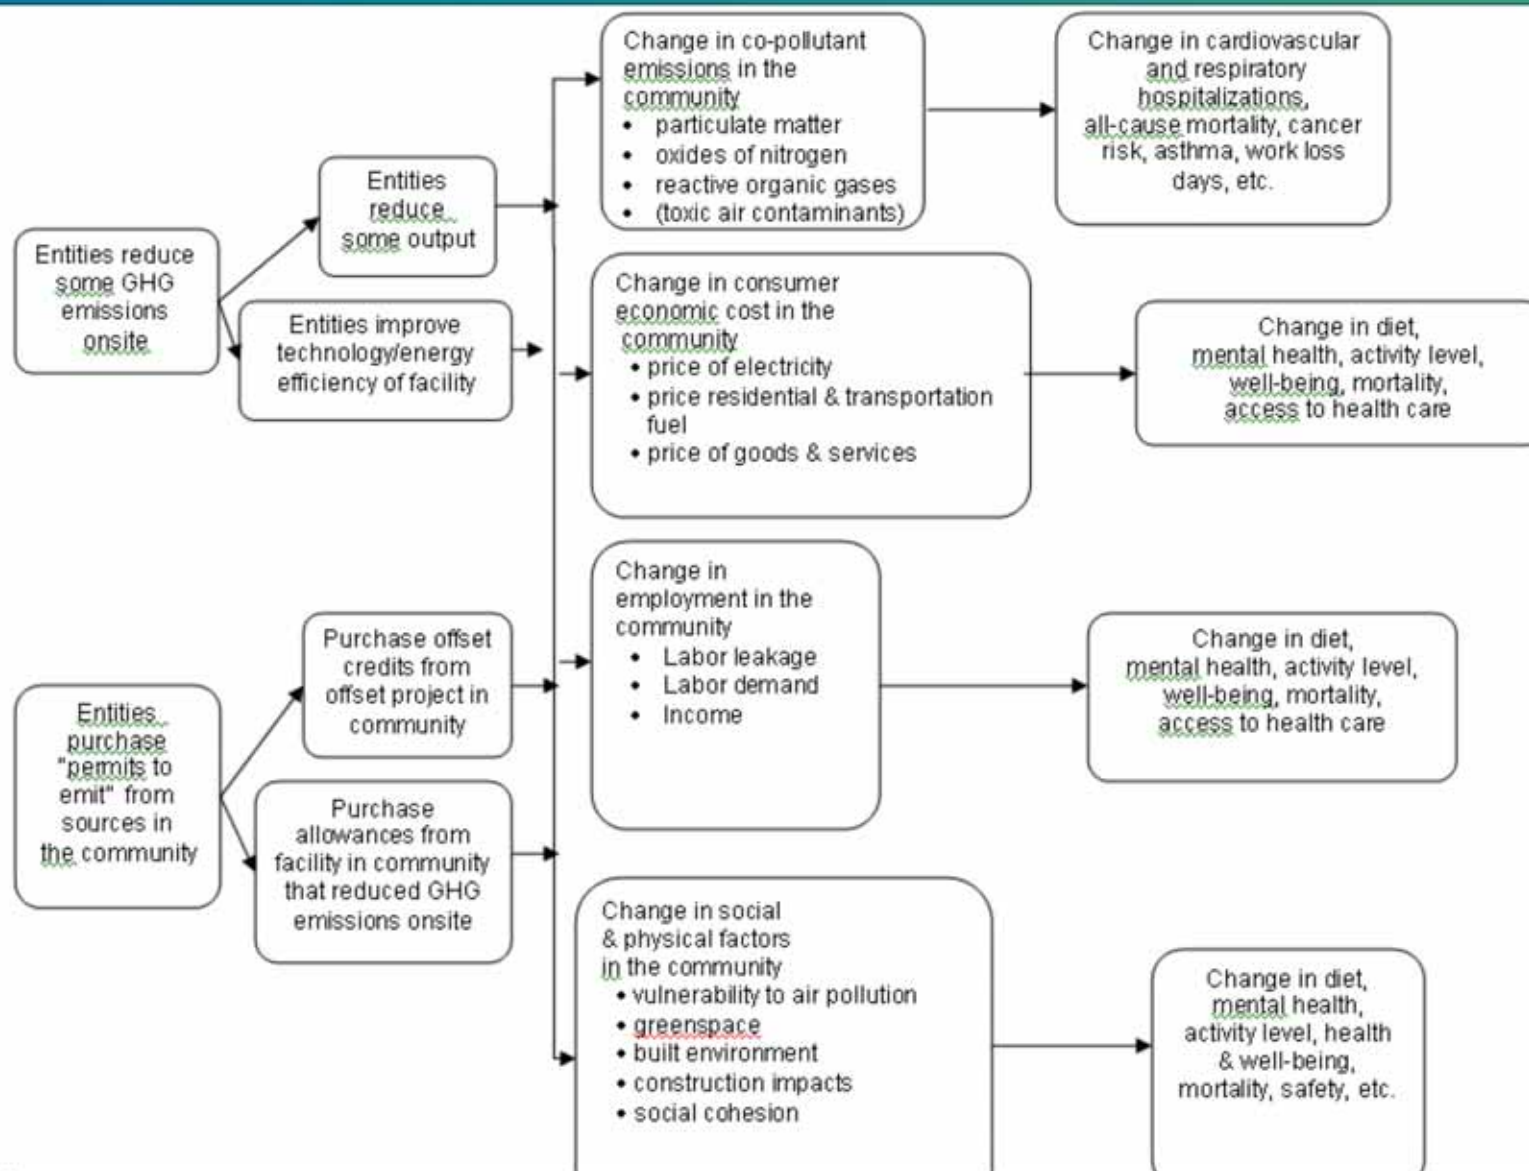 Entities reduce
some GHG
emissions
onsite
Entities
reduce
some output
Entities improve
technology/energy
efficiency of facility
Entities
purchase
"permits to
emit" from
sources in
the community
Purchase offset
credits from
offset project in
community
Purchase
allowances from
facility in community
that reduced GHG
emissions onsite
Change in co-pollutant
emissions in the
community
• particulate matter
• oxides of nitrogen
• reactive organic gases
• (toxic air contaminants)
Change in cardiovascular
and respiratory
hospitalizations,
all-cause mortality, cancer
risk, asthma, work loss
days, etc.
Change in consumer
economic cost in the
community
• price of electricity
• price residential & transportation
fuel
• price of goods & services
Change in diet,
mental health, activity level,
well-being, mortality,
access to health care
Change in
employment in the
community
• Labor leakage
• Labor demand
• Income
Change in diet,
mental health, activity level,
well-being, mortality,
access to health care
Change in social
& physical factors
in the community
• vulnerability to air pollution
• greenspace
• built environment
• construction impacts
• social cohesion
Change in diet,
mental health,
activity level, health
& well-being,
mortality, safety, etc.